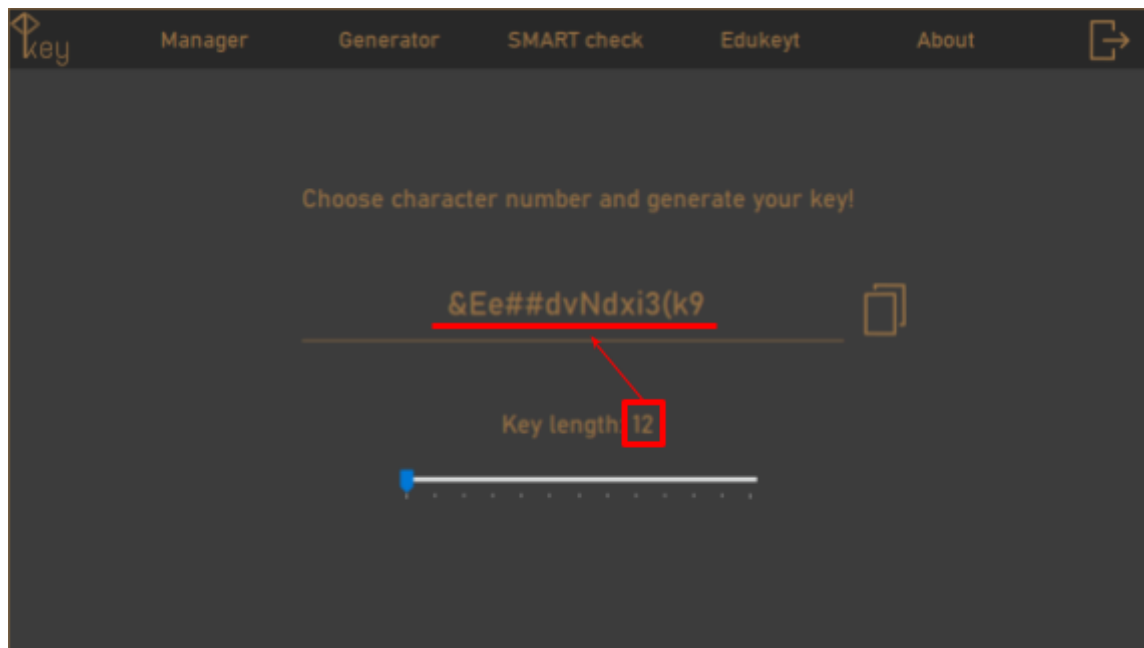 key Manager Generator SMART check Edukeyt About
Choose character number and generate your key!
&Ee##dvNdxi3(k9
Key length 12